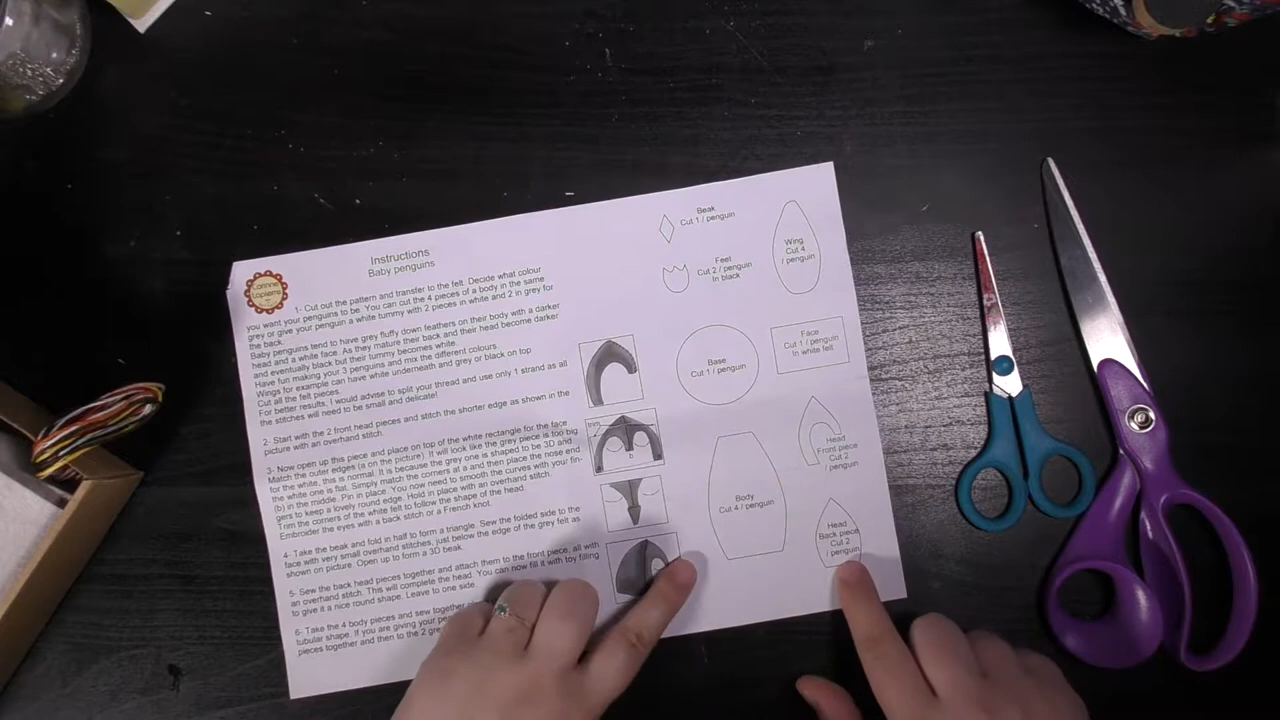 Instructions
Baby penguins
Corinne
Lapierre
1- Cut out the pattern and transfer to the felt. Decide what colour
you want your penguins to be. You can cut the 4 pieces of a body in the same
grey or give your penguin a white tummy with 2 pieces in white and 2 in grey for
the back.
Baby penguins tend to have grey fluffy down feathers on their body with a darker
head and a white face. As they mature their back and their head become darker
and eventually black but their tummy becomes white.
Have fun making your 3 penguins and mix the different colours.
Wings for example can have white underneath and grey or black on top
Cut all the felt pieces.
For better results, I would advise to split your thread and use only 1 strand as all
the stitches will need to be small and delicate!
2- Start with the 2 front head pieces and stitch the shorter edge as shown in the
picture with an overhand stitch.
3- Now open up this piece and place on top of the white rectangle for the face
Match the outer edges (a on the picture). It will look like the grey piece is too big
for the white, this is normal. It is because the grey one is shaped to be 3D and
the white one is flat. Simply match the corners at a and then place the nose end
(b) in the middle. Pin in place. You now need to smooth the curves with your fin-
gers to keep a lovely round edge. Hold in place with an overhand stitch.
Trim the corners of the white felt to follow the shape of the head.
Embroider the eyes with a back stitch or a French knot.
4- Take the beak and fold in half to form a triangle. Sew the folded side to the
face with very small overhand stitches, just below the edge of the grey felt as
shown on picture. Open up to form a 3D beak.
5- Sew the back head pieces together and attach them to the front piece, all with
an overhand stitch. This will complete the head. You can now fill it with toy filling
to give it a nice round shape. Leave to one side.
6- Take the 4 body pieces and sew together
tubular shape. If you are giving your pe
pieces together and then to the 2 gre
trim
b
Beak
Cut 1 / penguin
Feet
Cut 2 / penguin
In black
Wing
Cut 4
/ penguin
Base
Cut 1 / penguin
Face
Cut 1 / penguin
In white felt
Head
Front piece
Cut 2
/ penguin
Body
Cut 4 / penguin
Head
Back piece
Cut 2
/ penguin